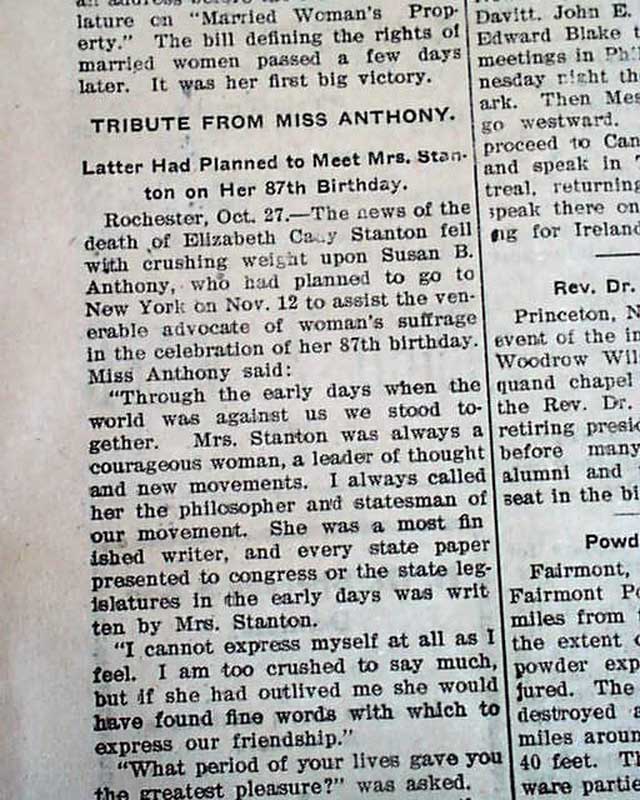 lature on "Married Woman's Prop-
erty." The bill defining the rights of
married women passed a few days
later. It was her first big victory.
TRIBUTE FROM MISS ANTHONY.
Latter Had Planned to Meet Mrs. Stan-
ton on Her 87th Birthday.
Rochester, Oct. 27.—The news of the
death of Elizabeth Cady Stanton fell
with crushing weight upon Susan B.
Anthony, who had planned to go to
New York on Nov. 12 to assist the ven-
erable advocate of woman's suffrage
in the celebration of her 87th birthday.
Miss Anthony said:
"Through the early days when the
world was against us we stood to-
gether. Mrs. Stanton was always a
courageous woman, a leader of thought
and new movements. I always called
her the philosopher and statesman of
our movement. She was a most fin
ished writer, and every state paper
presented to congress or the state leg-
islatures in the early days was writ
ten by Mrs. Stanton.
"I cannot express myself at all as I
feel. I am too crushed to say much,
but if she had outlived me she would
have found fine words with which to
express our friendship."
"What period of your lives gave you
the greatest pleasure?" was asked.
Davitt, John E.
Edward Blake
meetings in
nesday night
ark. Then
go westward.
proceed to
and speak in
treal, returning
speak there on
ing for Ireland
Rev. Dr.
Princeton, N
event of the
Woodrow
quand chapel
the Rev. Dr.
retiring
before many
alumni and
seat in the
Powd
Fairmont,
Fairmont
miles from
the extent
powder exp
jured. The
destroyed
miles
40 feet.
ware